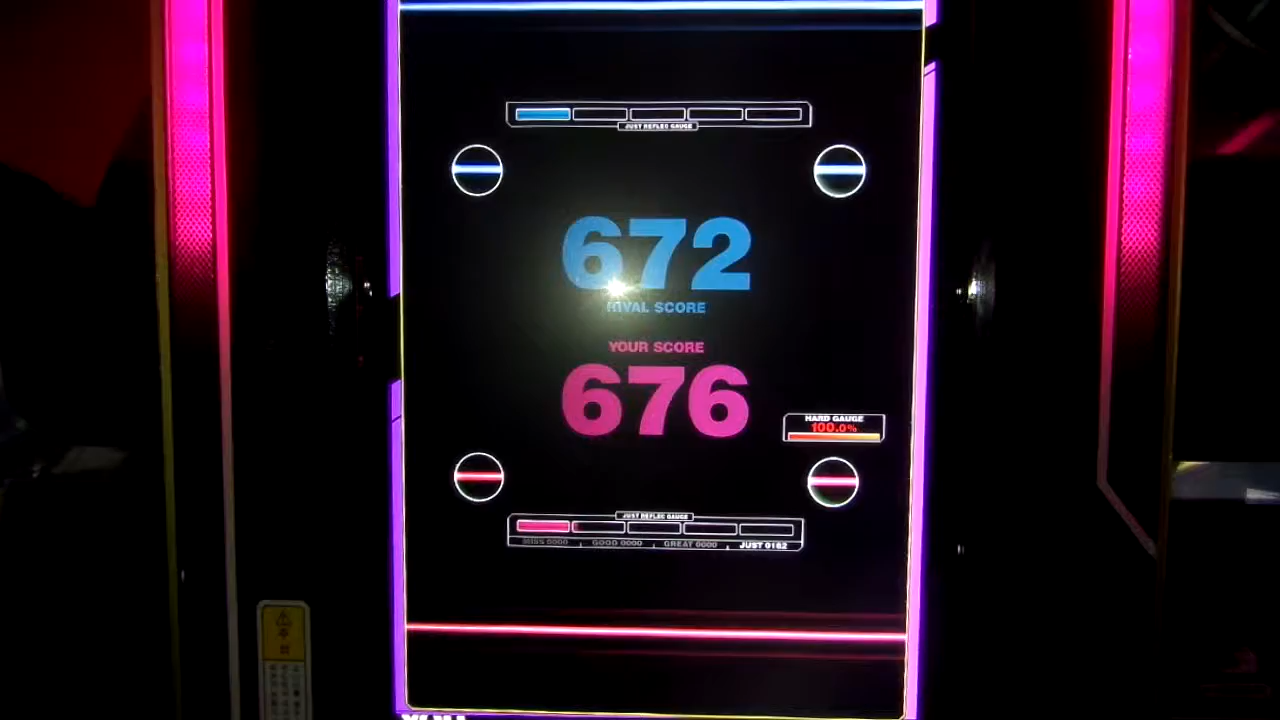 JUST REFLEC GAUGE
672
RIVAL SCORE
YOUR SCORE
676
HARD GAUGE
100.0%
JUST REFLEC GAUGE
MISS 0000 GOOD 0000 GREAT 0000 JUST 0162